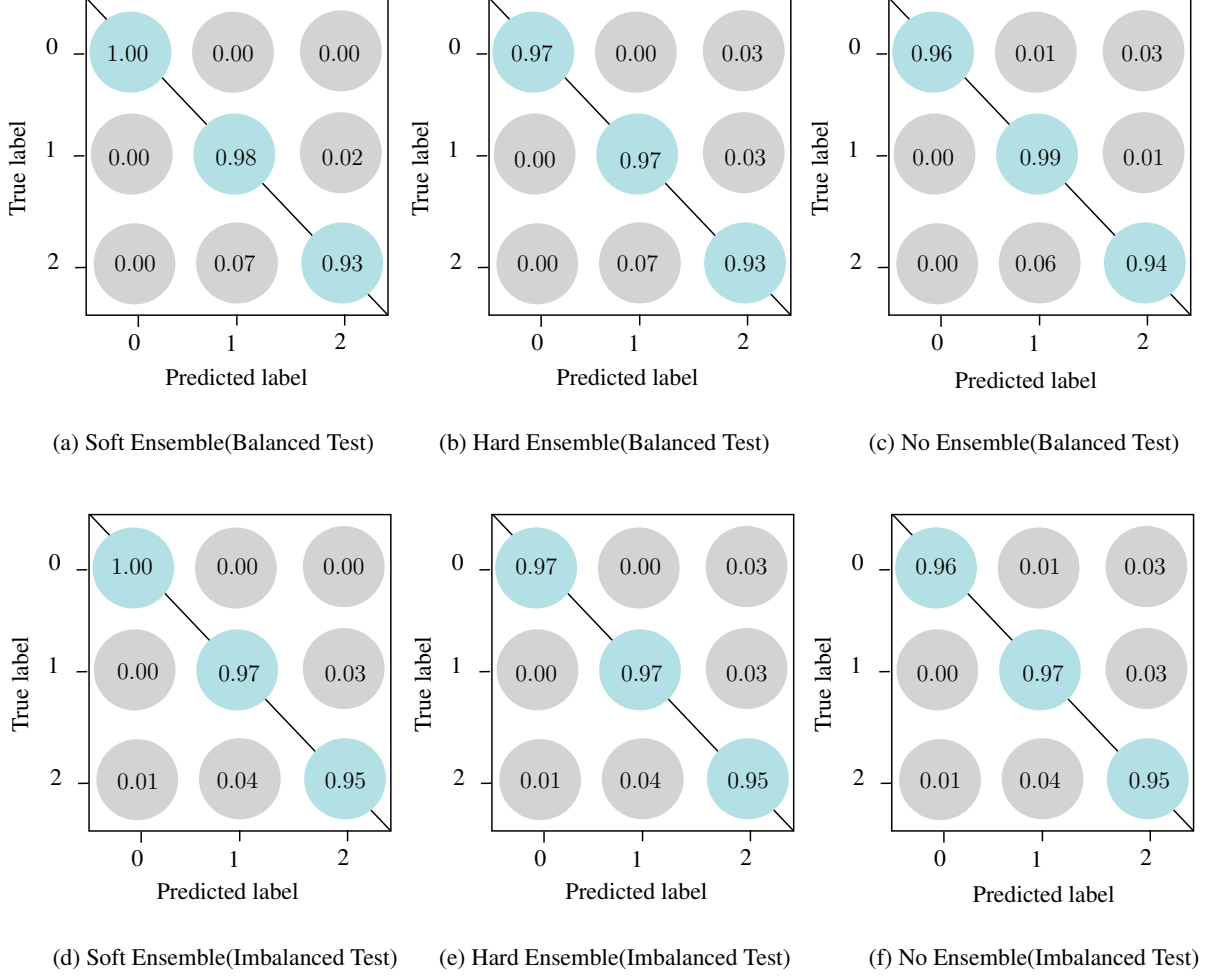 0 1.00 0.00 0.00
0 0.97 0.00 0.03
0 0.96 0.01 0.03
True label
1 0.00 0.98 0.02
True label
1 0.00 0.97 0.03
True label
1 0.00 0.99 0.01
2 0.00 0.07 0.93
2 0.00 0.07 0.93
2 0.00 0.06 0.94
0 1 2
0 1 2
0 1 2
Predicted label
Predicted label
Predicted label
(a) Soft Ensemble(Balanced Test)
(b) Hard Ensemble(Balanced Test)
(c) No Ensemble(Balanced Test)
0 1.00 0.00 0.00
0 0.97 0.00 0.03
0 0.96 0.01 0.03
True label
1 0.00 0.97 0.03
True label
1 0.00 0.97 0.03
True label
1 0.00 0.97 0.03
2 0.01 0.04 0.95
2 0.01 0.04 0.95
2 0.01 0.04 0.95
0 1 2
0 1 2
0 1 2
Predicted label
Predicted label
Predicted label
(d) Soft Ensemble(Imbalanced Test)
(e) Hard Ensemble(Imbalanced Test)
(f) No Ensemble(Imbalanced Test)